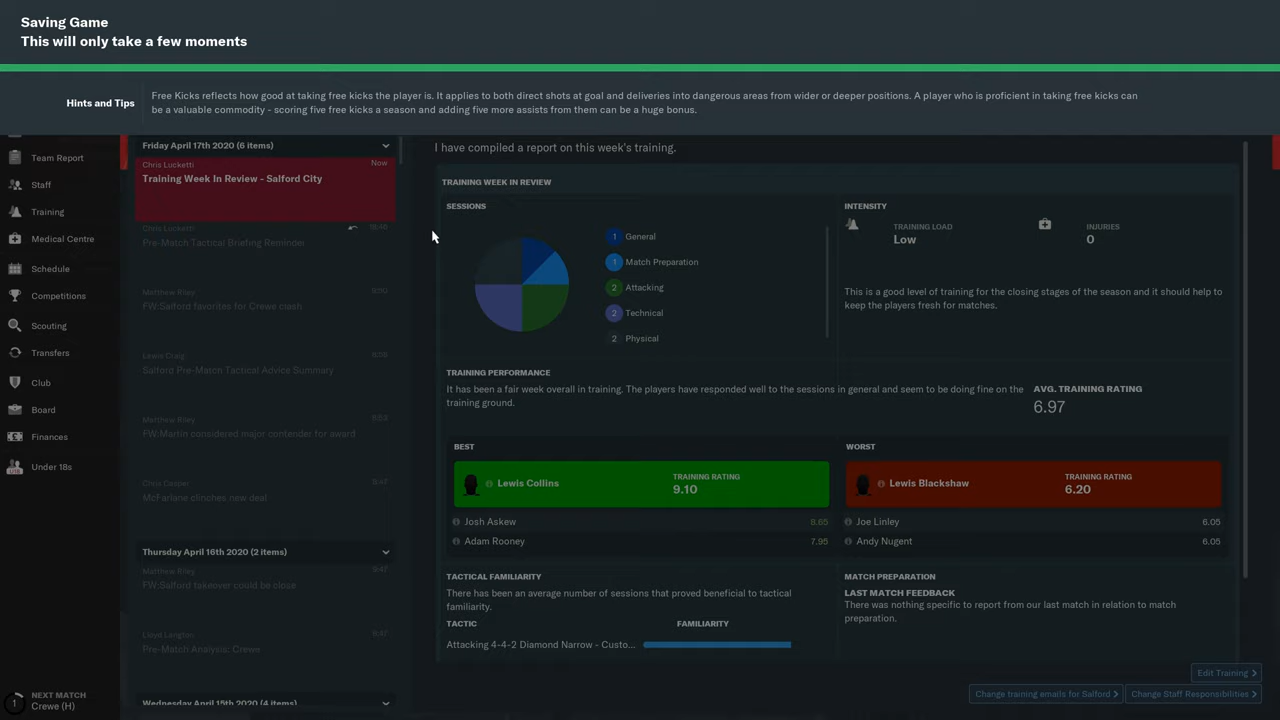 Saving Game
This will only take a few moments
Hints and Tips
Free Kicks reflects how good at taking free kicks the player is. It applies to both direct shots at goal and deliveries into dangerous areas from wider or deeper positions. A player who is proficient in taking free kicks can
be a valuable commodity - scoring five free kicks a season and adding five more assists from them can be a huge bonus.
Team Report
Staff
Training
Medical Centre
Schedule
Competitions
Scouting
Transfers
Club
Board
Finances
Under 18s
NEXT MATCH
1
Crewe (H)
Friday April 17th 2020 (6 items)
Chris Lucketti
Now
Training Week In Review - Salford City
Chris Lucketti
Pre-Match Tactical Briefing Reminder
Matthew Riley
FW:Salford favorites for Crewe crash
Lewis Craig
Salford Pre-Match Tactical Advice Summary
Matthew Riley
FW:Martin considered major contender for award
Chris Casper
McFarlane clinches new deal
Thursday April 16th 2020 (2 items)
Matthew Riley
9:47
FW:Salford takeover could be close
Lloyd Langton
Pre-Match Analysis: Crewe
Wednesday April 15th 2020 (4 items)
I have compiled a report on this week's training.
TRAINING WEEK IN REVIEW
SESSIONS
1 General
1 Match Preparation
2 Attacking
2 Technical
2 Physical
INTENSITY
TRAINING LOAD
Low
INJURIES
0
This is a good level of training for the closing stages of the season and it should help to
keep the players fresh for matches.
TRAINING PERFORMANCE
It has been a fair week overall in training. The players have responded well to the sessions in general and seem to be doing fine on the
training ground.
AVG. TRAINING RATING
6.97
BEST
Lewis Collins
TRAINING RATING
9.10
Josh Askew 8.65
Adam Rooney 7.95
WORST
Lewis Blackshaw
TRAINING RATING
6.20
Joe Linley 6.05
Andy Nugent 6.05
TACTICAL FAMILIARITY
There has been an average number of sessions that proved beneficial to tactical
familiarity.
TACTIC FAMILIARITY
Attacking 4-4-2 Diamond Narrow - Custo...
MATCH PREPARATION
LAST MATCH FEEDBACK
There was nothing specific to report from our last match in relation to match
preparation.
Edit Training
Change training emails for Salford
Change Staff Responsibilities